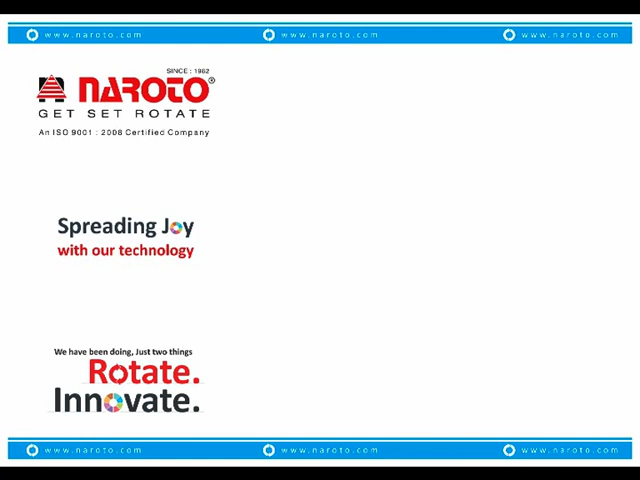 www.naroto.com www.naroto.com www.naroto.com
SINCE : 1982
NAROTO®
GET SET ROTATE
An ISO 9001 : 2008 Certified Company
Spreading Joy
with our technology
We have been doing, Just two things
Rotate.
Innovate.
www.naroto.com www.naroto.com www.naroto.com